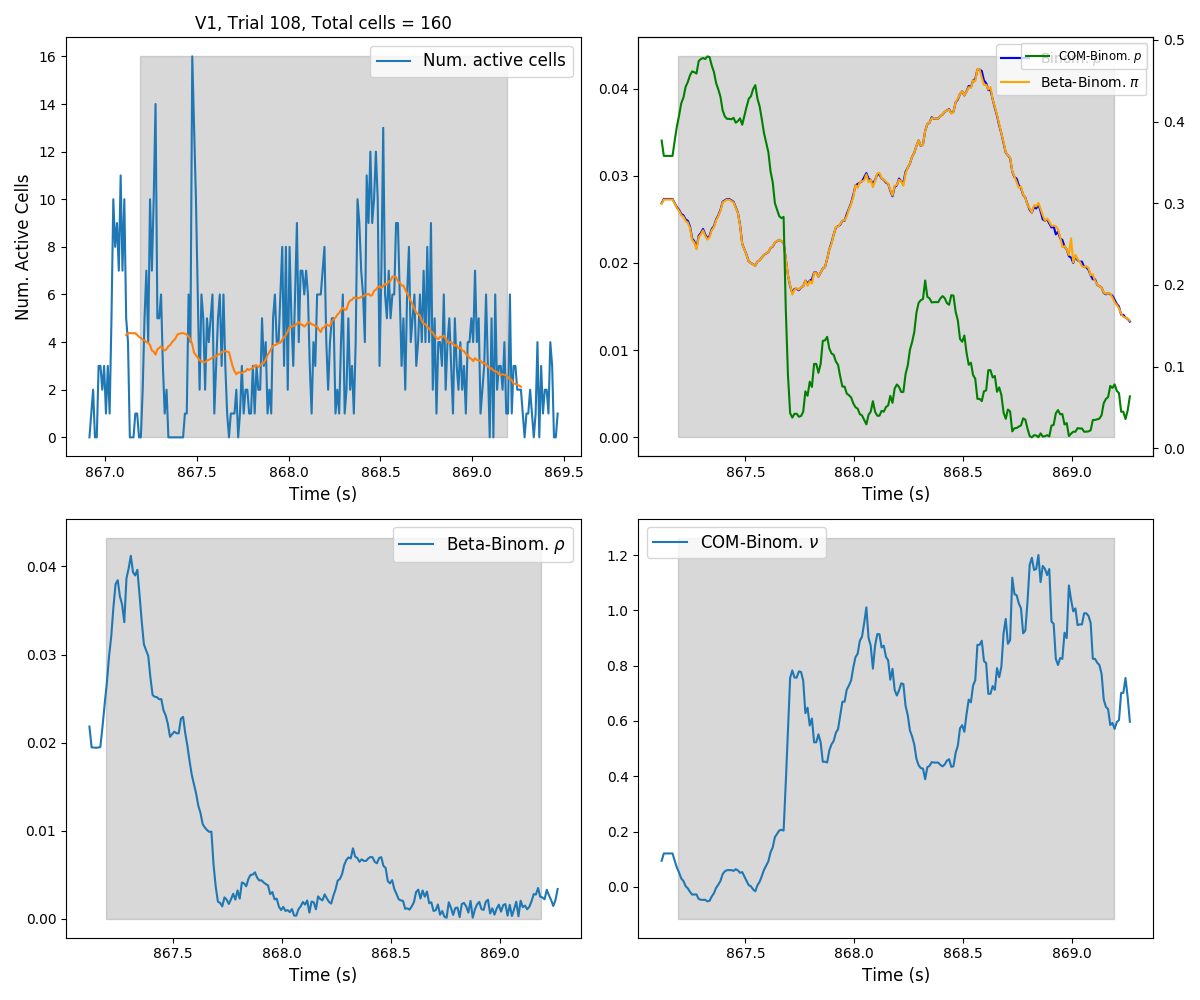 V1, Trial 108, Total cells = 160
Num. active cells
Num. Active Cells
16
14
12
10
8
6
4
2
0
867.0 867.5 868.0 868.5 869.0 869.5
Time (s)
COM-Binom. p
Beta-Binom. π
0.04
0.03
0.02
0.01
0.00
0.5
0.4
0.3
0.2
0.1
0.0
867.5 868.0 868.5 869.0
Time (s)
Beta-Binom. ρ
0.04
0.03
0.02
0.01
0.00
867.5 868.0 868.5 869.0
Time (s)
COM-Binom. ν
1.2
1.0
0.8
0.6
0.4
0.2
0.0
867.5 868.0 868.5 869.0
Time (s)